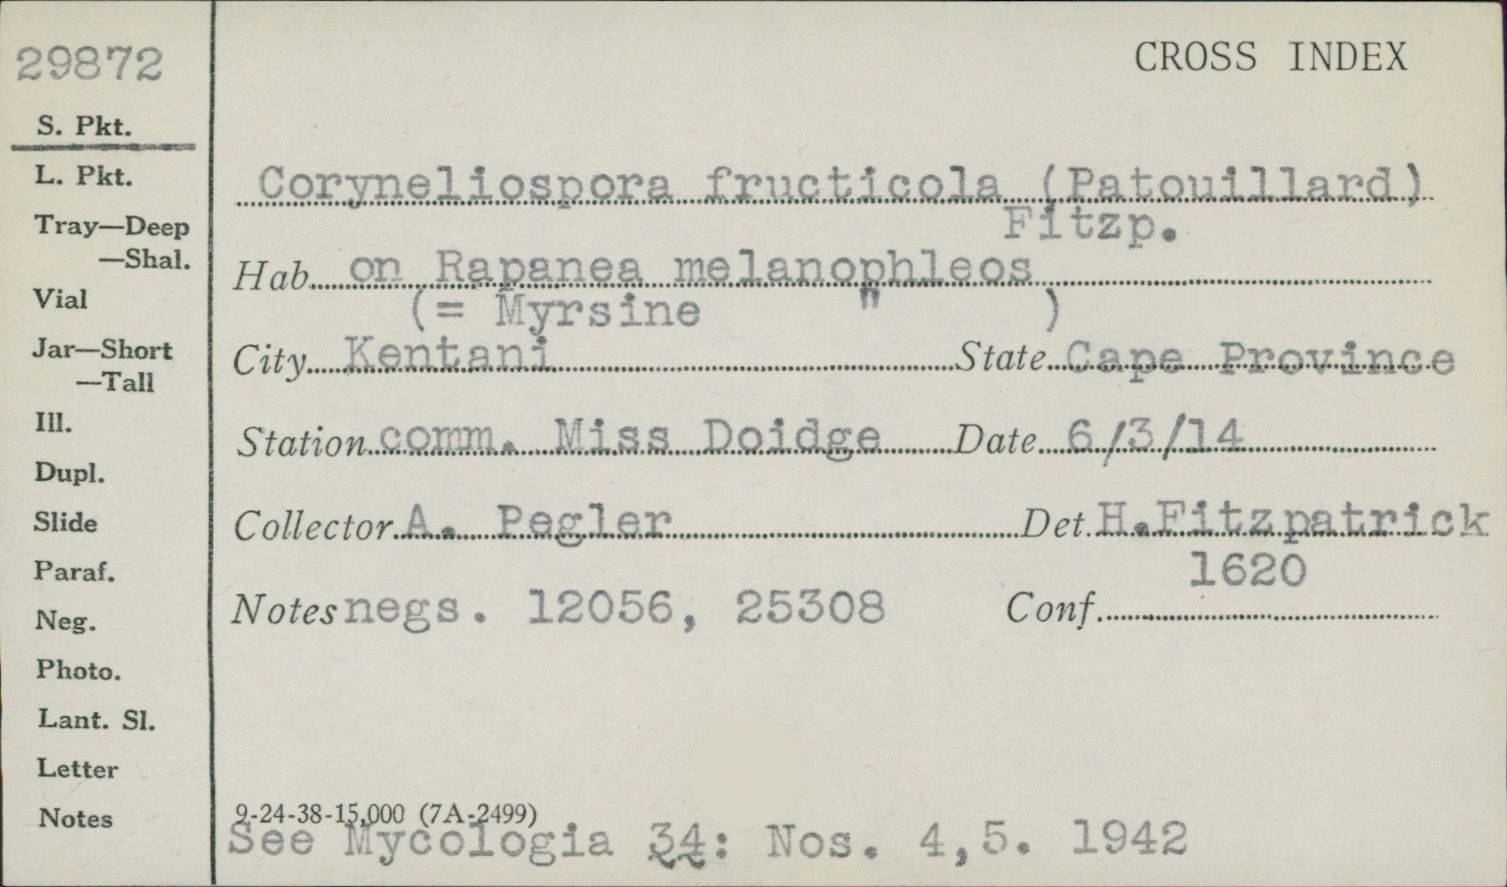 29872
CROSS INDEX
S. Pkt.
L. Pkt.
Tray—Deep
—Shal.
Vial
Jar—Short
—Tall
Ill.
Dupl.
Slide
Paraf.
Neg.
Photo.
Lant. Sl.
Letter
Notes
Coryneliospora fructicola (Patouillard)
Fitzp.
Hab. on Rapanea melanophleos
(= Myrsine " )
City Kentani State Cape Province
Station comm. Miss Doidge Date 6/3/14
Collector A. Pegler Det. H.Fitzpatrick
1620
Notes negs. 12056, 25308 Conf.
9-24-38-15,000 (7A-2499)
See Mycologia 34: Nos. 4,5. 1942